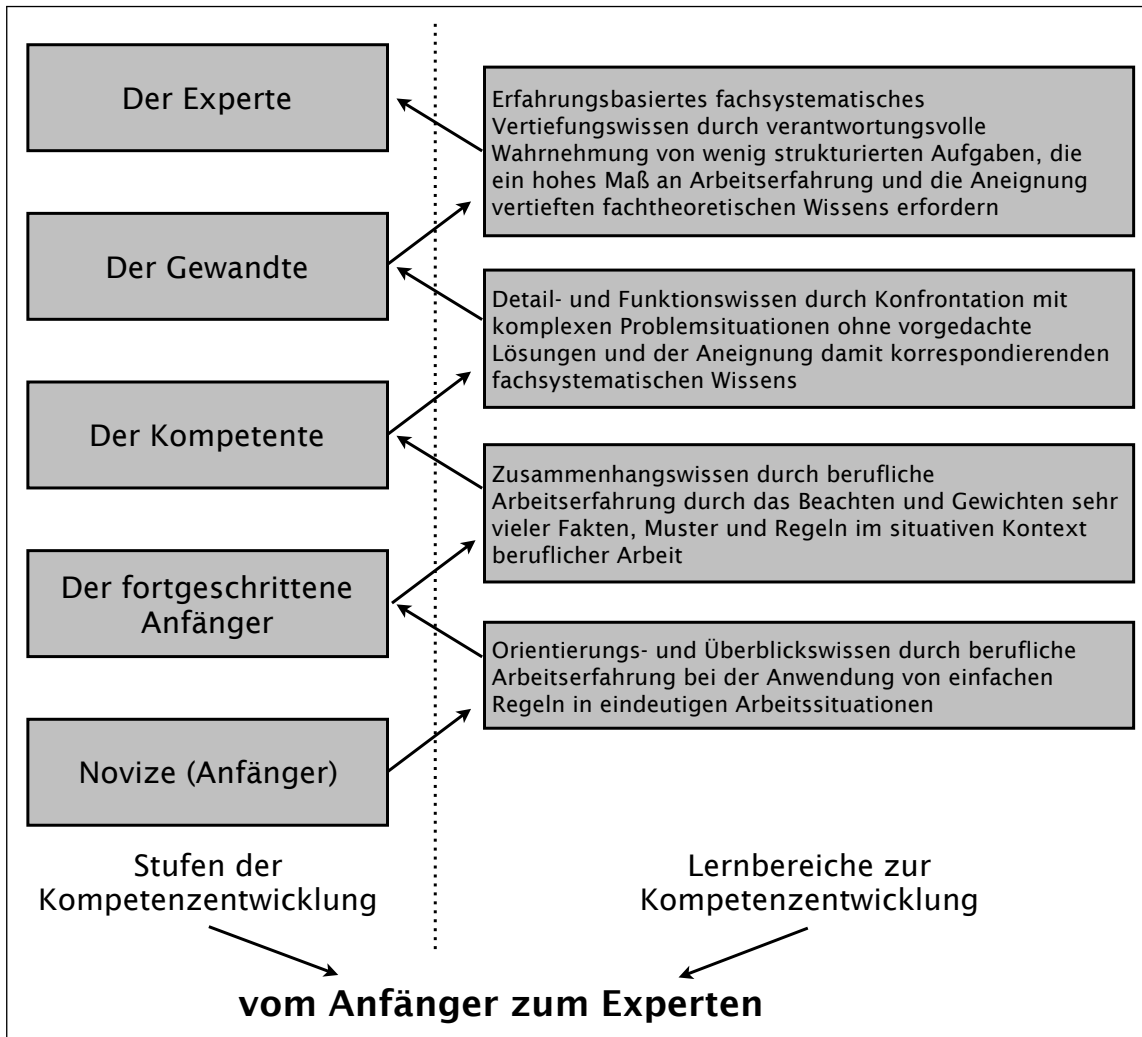 Der Experte
Erfahrungsbasiertes fachsystematisches
Vertiefungswissen durch verantwortungsvolle
Wahrnehmung von wenig strukturierten Aufgaben, die
ein hohes Maß an Arbeitserfahrung und die Aneignung
vertieften fachtheoretischen Wissens erfordern
Der Gewandte
Detail- und Funktionswissen durch Konfrontation mit
komplexen Problemsituationen ohne vorgedachte
Lösungen und der Aneignung damit korrespondierenden
fachsystematischen Wissens
Der Kompetente
Zusammenhangswissen durch berufliche
Arbeitserfahrung durch das Beachten und Gewichten sehr
vieler Fakten, Muster und Regeln im situativen Kontext
beruflicher Arbeit
Der fortgeschrittene
Anfänger
Orientierungs- und Überblickswissen durch berufliche
Arbeitserfahrung bei der Anwendung von einfachen
Regeln in eindeutigen Arbeitssituationen
Novize (Anfänger)
Stufen der
Kompetenzentwicklung
Lernbereiche zur
Kompetenzentwicklung
vom Anfänger zum Experten